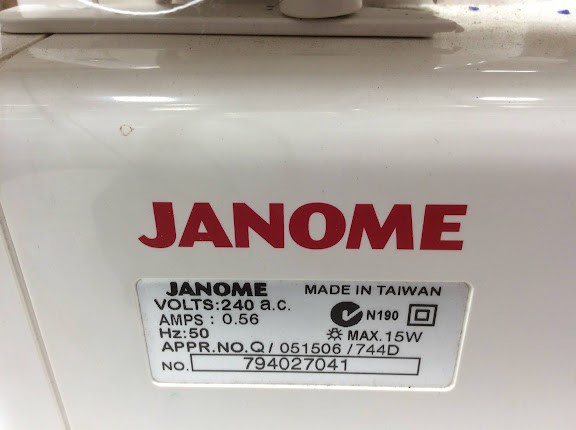 JANOME
JANOME MADE IN TAIWAN
VOLTS:240 a.c.
AMPS : 0.56 N190
Hz:50 MAX.15W
APPR.NO.Q/ 051506 /744D
NO. 794027041